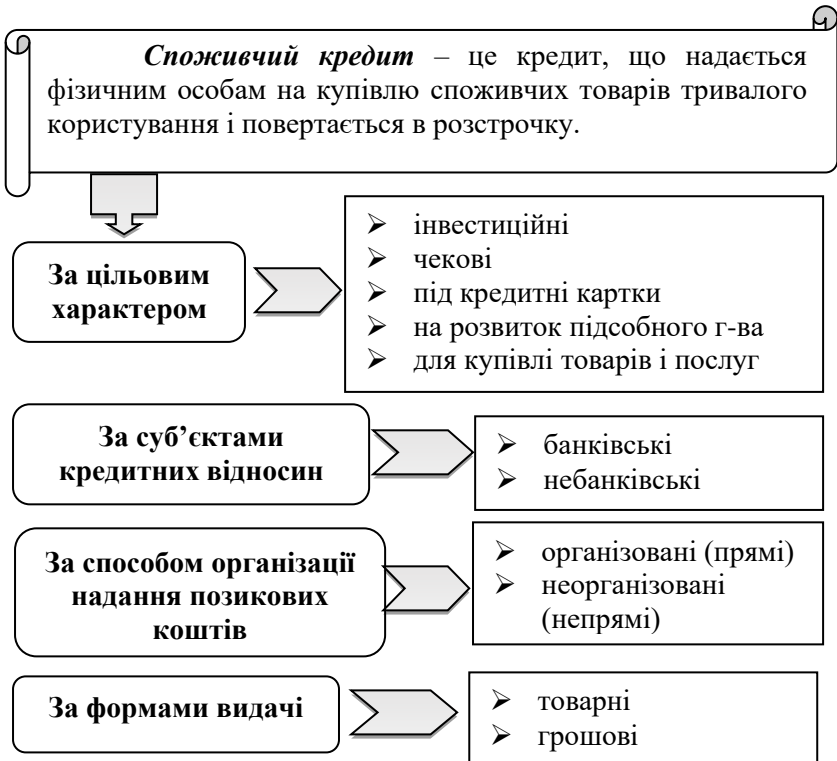 Споживчий кредит – це кредит, що надається
фізичним особам на купівлю споживчих товарів тривалого
користування і повертається в розстрочку.
За цільовим
характером
➢ інвестиційні
➢ чекові
➢ під кредитні картки
➢ на розвиток підсобного г-ва
➢ для купівлі товарів і послуг
За суб’єктами
кредитних відносин
➢ банківські
➢ небанківські
За способом організації
надання позикових
коштів
➢ організовані (прямі)
➢ неорганізовані
(непрямі)
За формами видачі
➢ товарні
➢ грошові